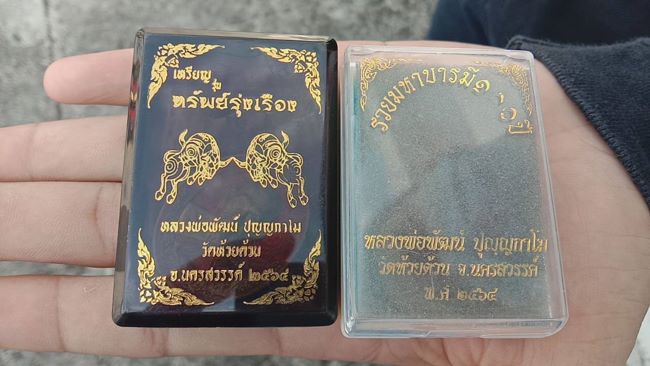 เหรียญ
รุ่น
ทรัพย์รุ่งเรือง
หลวงพ่อพัฒน์ ปุญญกาโม
วัดห้วยด้วน
จ.นครสวรรค์ ๒๕๖๔
รวยมหาบารมี
หลวงพ่อพัฒน์ ปุญญกาโม
วัดห้วยด้วน จ.นครสวรรค์
พ.ศ ๒๕๖๔